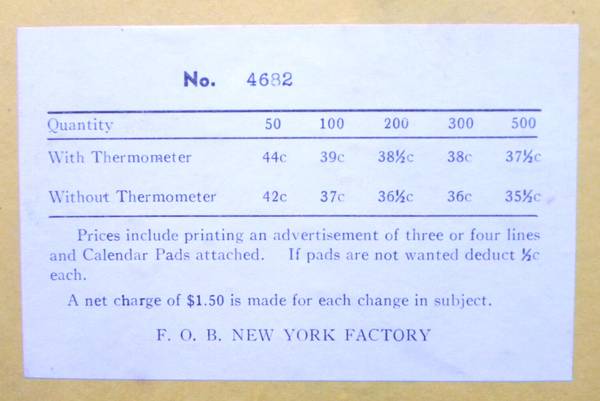 No. 4682
Quantity 50 100 200 300 500
With Thermometer 44c 39c 38½c 38c 37½c
Without Thermometer 42c 37c 36½c 36c 35½c
Prices include printing an advertisement of three or four lines
and Calendar Pads attached. If pads are not wanted deduct ½c
each.
A net charge of $1.50 is made for each change in subject.
F. O. B. NEW YORK FACTORY